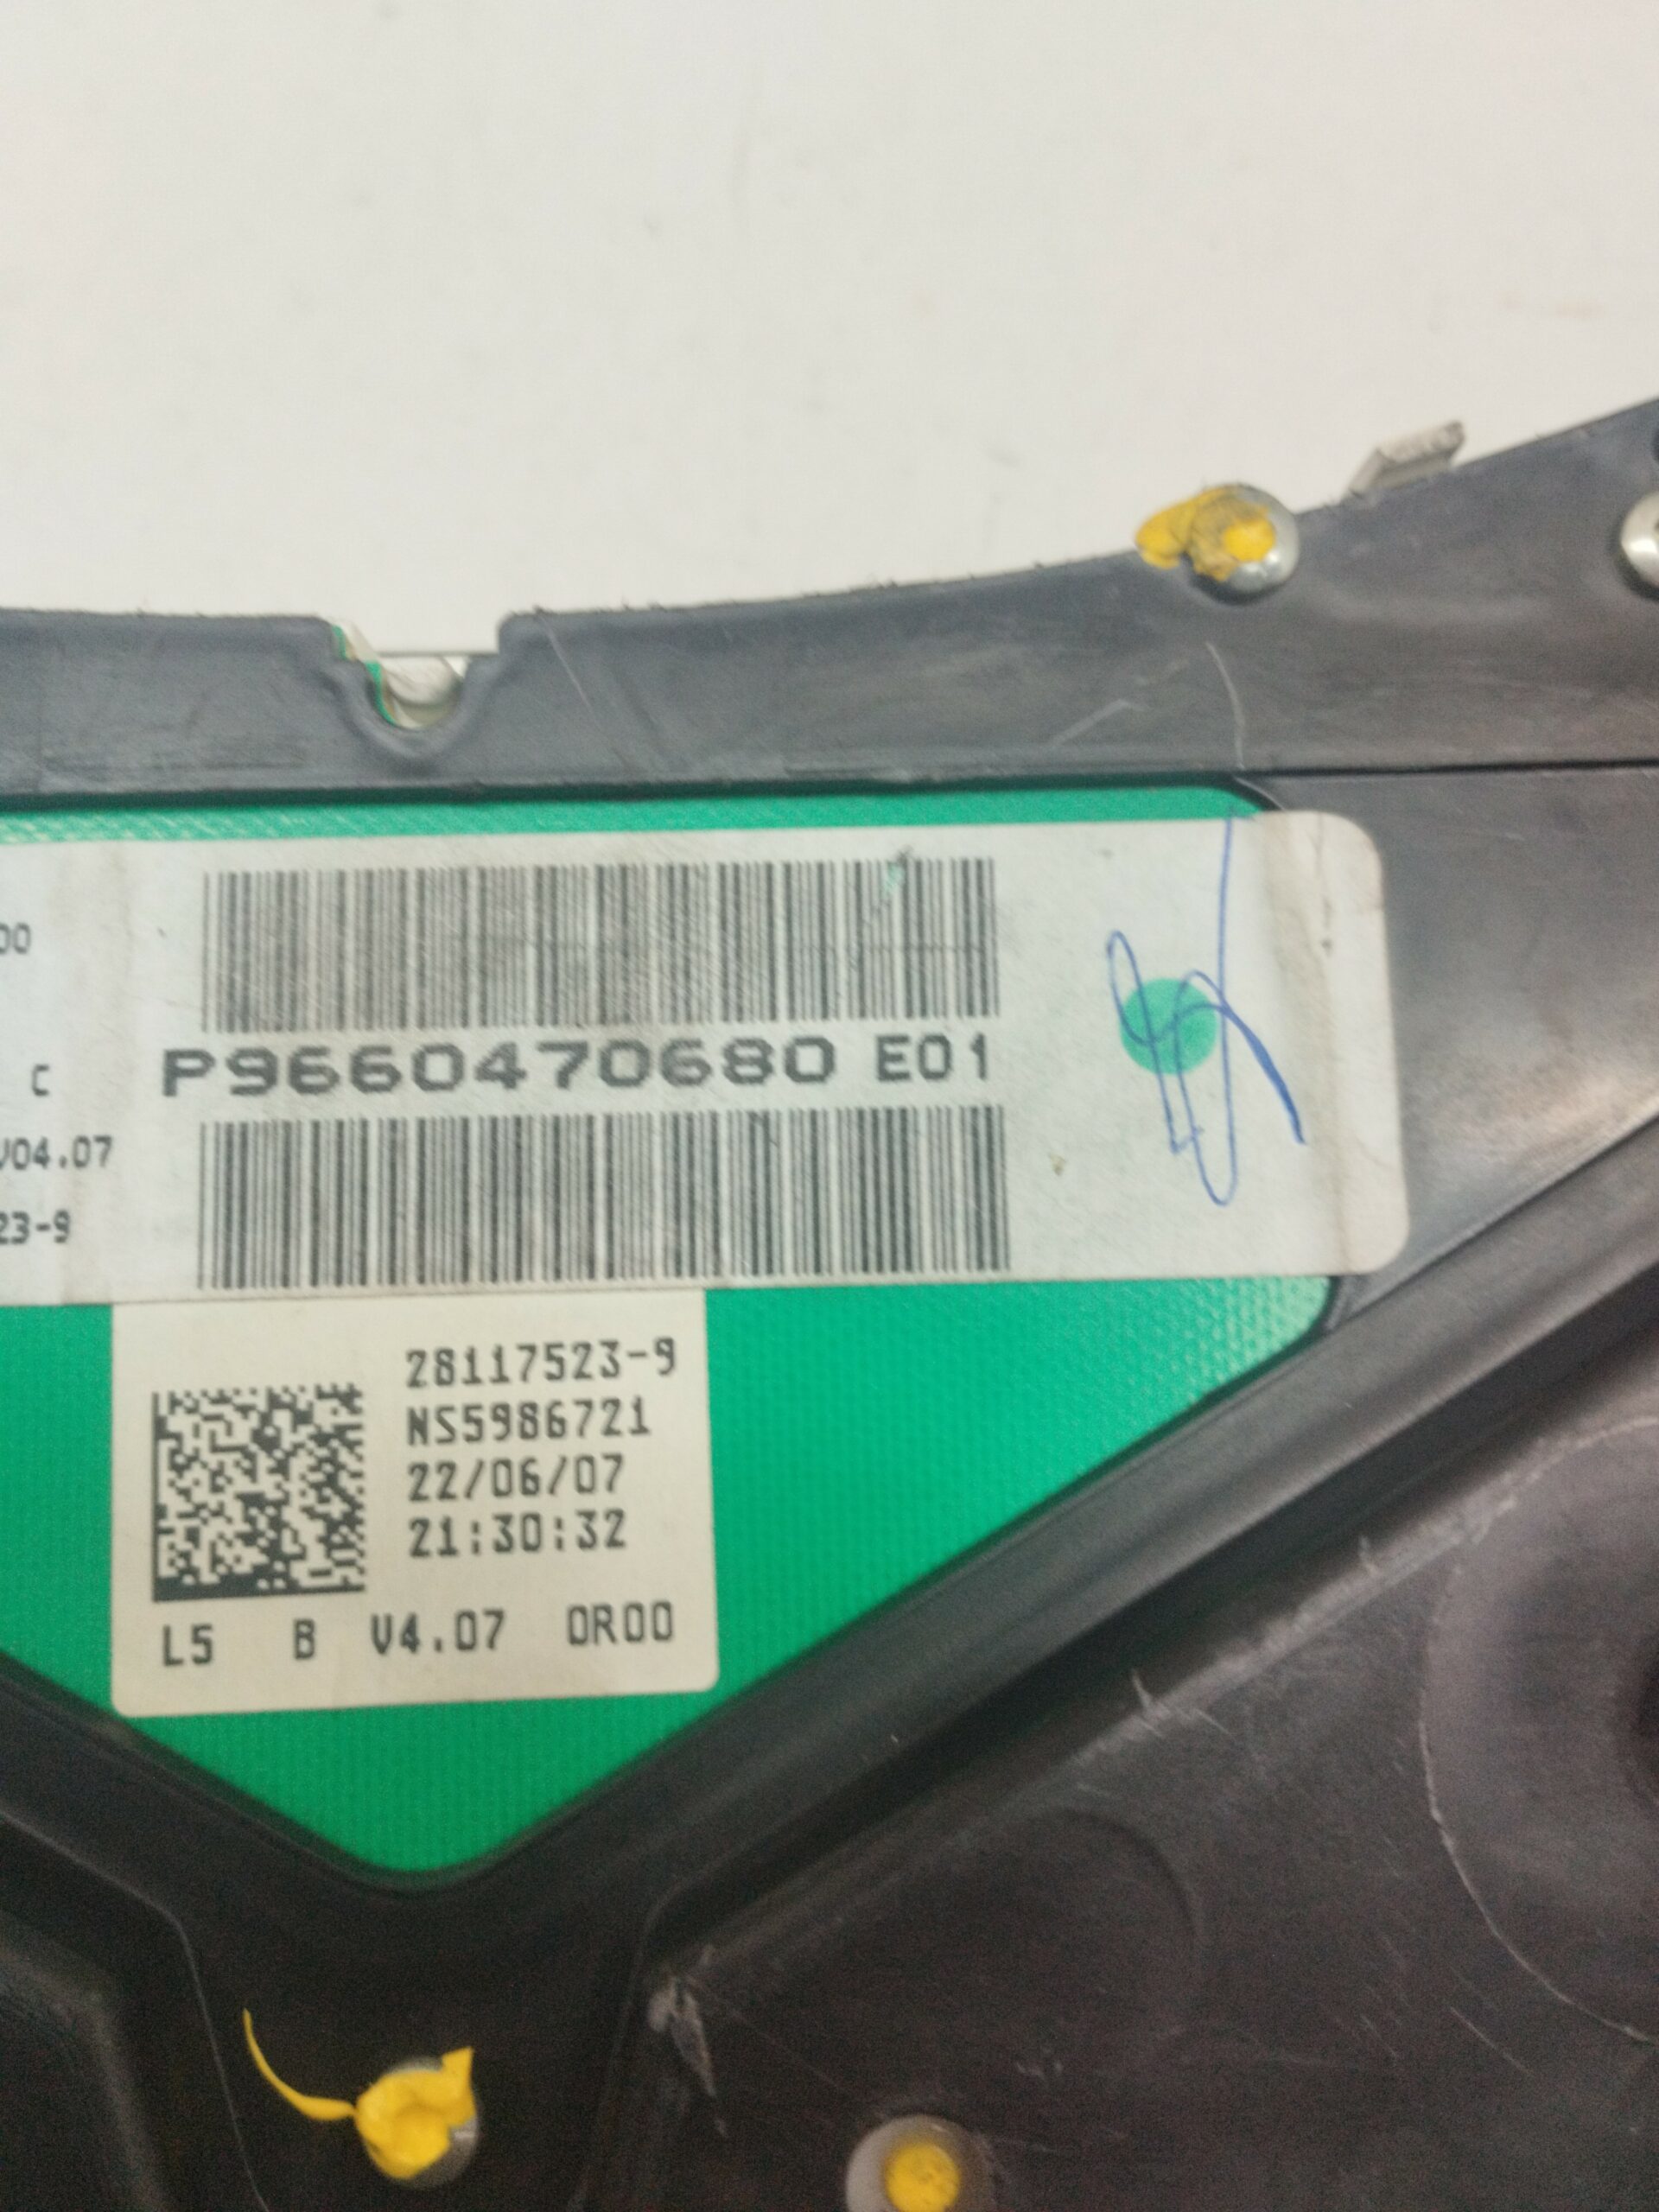 00
C
V04.07
23-9
P9660470680 E01
28117523-9
NS5986721
22/06/07
21:30:32
L5 B V4.07 0R00